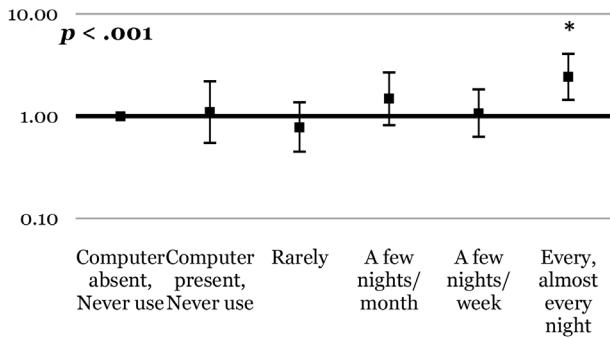 10.00
p < .001
*
1.00
0.10
Computer absent, Never use
Computer present, Never use
Rarely
A few nights/ month
A few nights/ week
Every, almost every night